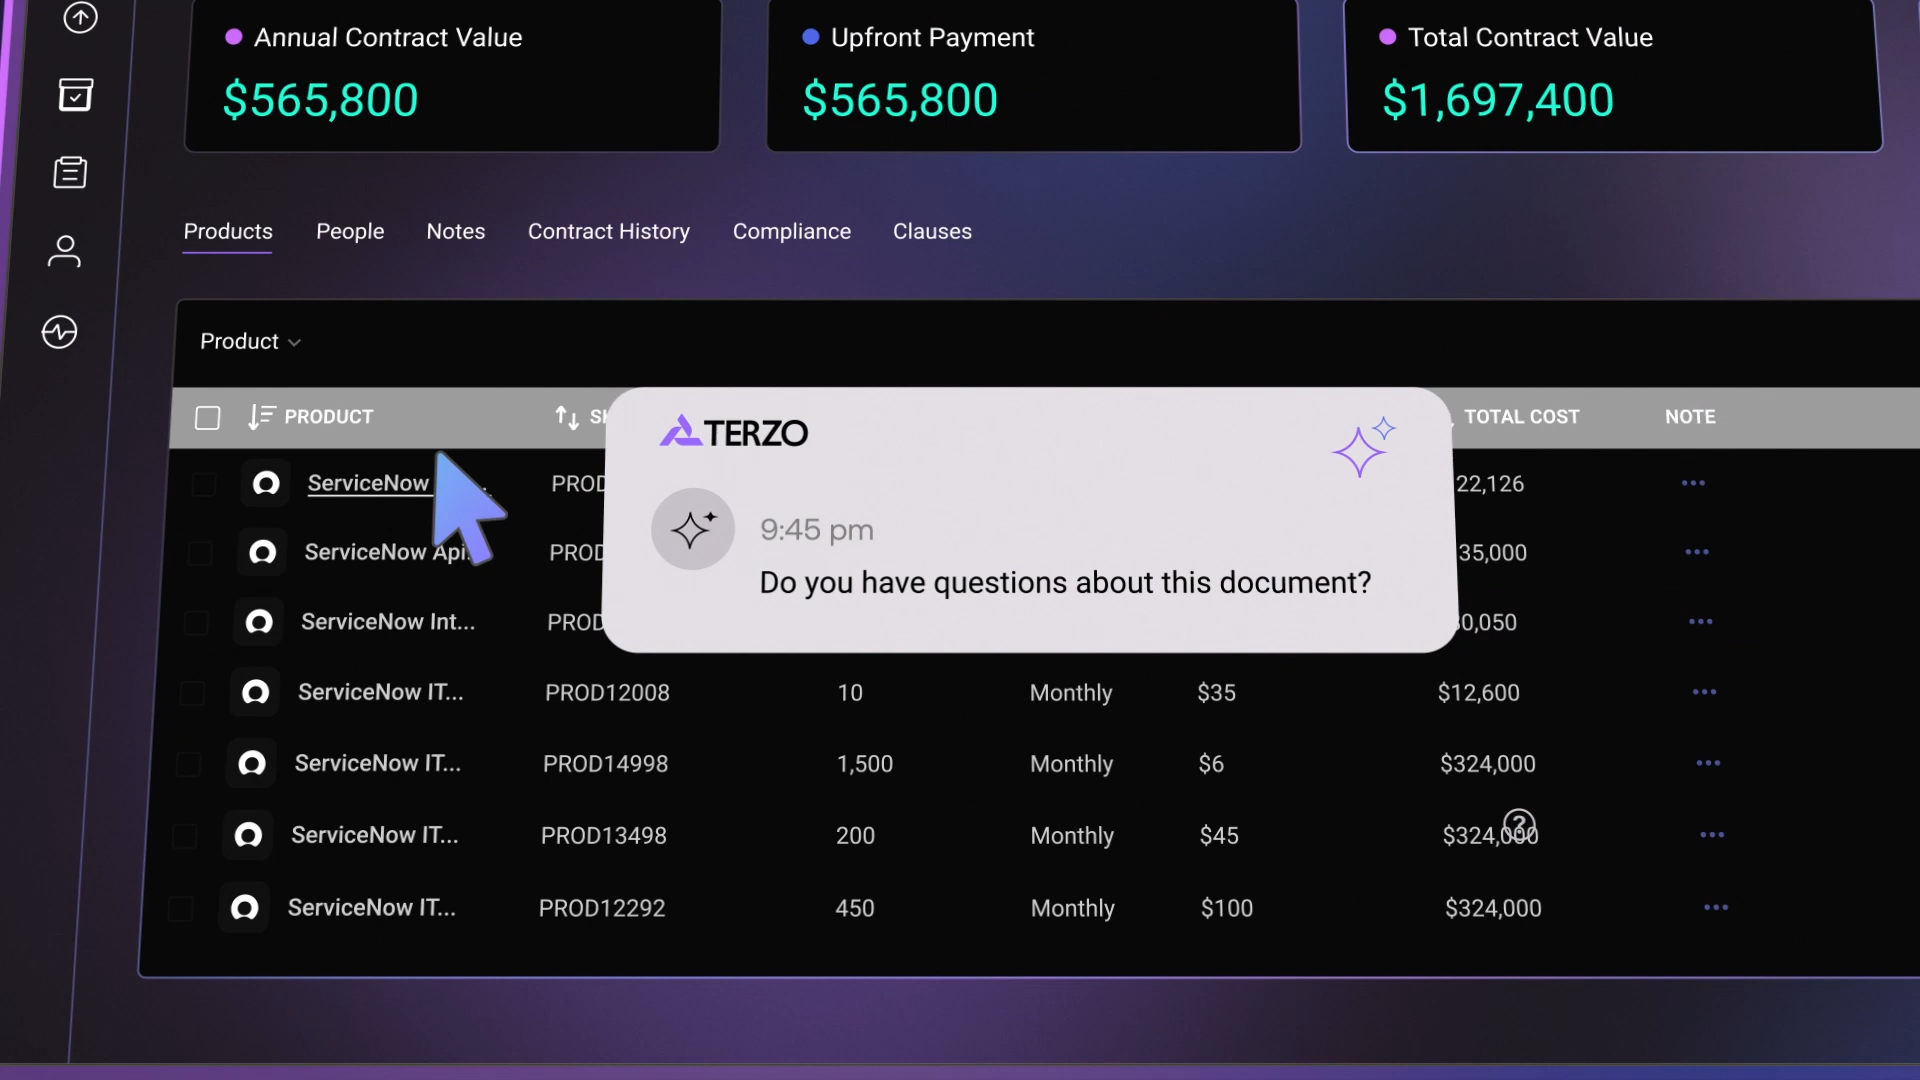 Annual Contract Value
$565,800
Upfront Payment
$565,800
Total Contract Value
$1,697,400
Products People Notes Contract History Compliance Clauses
Product
PRODUCT TOTAL COST NOTE
ServiceNow 22,126
ServiceNow Api 35,000
ServiceNow Int... 0,050
TERZO
9:45 pm
Do you have questions about this document?
ServiceNow IT... PROD12008 10 Monthly $35 $12,600 ...
ServiceNow IT... PROD14998 1,500 Monthly $6 $324,000 ...
ServiceNow IT... PROD13498 200 Monthly $45 $324,000 ...
ServiceNow IT... PROD12292 450 Monthly $100 $324,000 ...